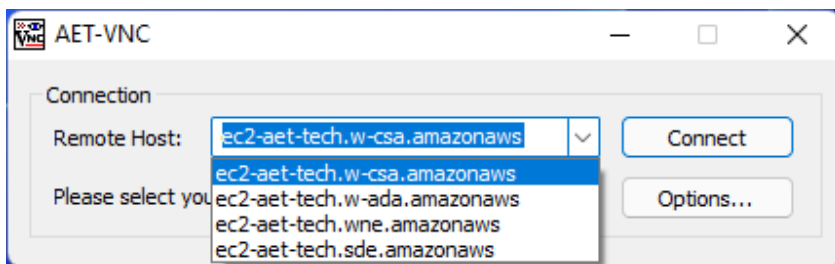 VNC AET-VNC
Connection
Remote Host: ec2-aet-tech.w-csa.amazonaws Connect
ec2-aet-tech.w-csa.amazonaws
Please select you ec2-aet-tech.w-ada.amazonaws Options...
ec2-aet-tech.wne.amazonaws
ec2-aet-tech.sde.amazonaws